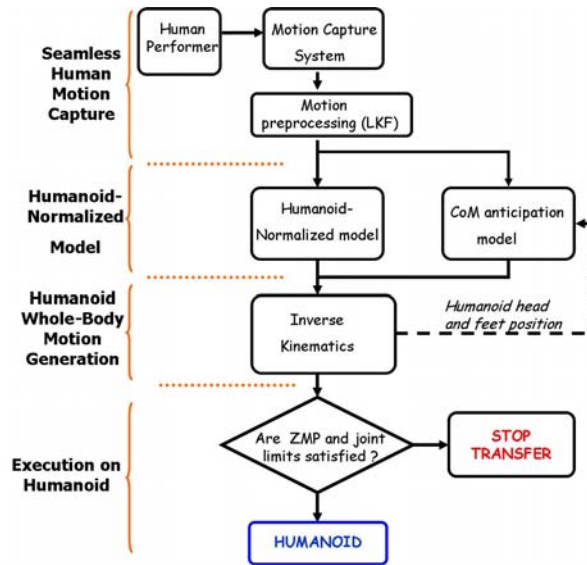 Human
Performer
Motion Capture
System
Seamless
Human
Motion
Capture
Motion
preprocessing (LKF)
Humanoid-
Normalized
Model
Humanoid-
Normalized model
CoM anticipation
model
Humanoid
Whole-Body
Motion
Generation
Inverse
Kinematics
Humanoid head
and feet position
Execution on
Humanoid
Are ZMP and joint
limits satisfied ?
STOP
TRANSFER
HUMANOID